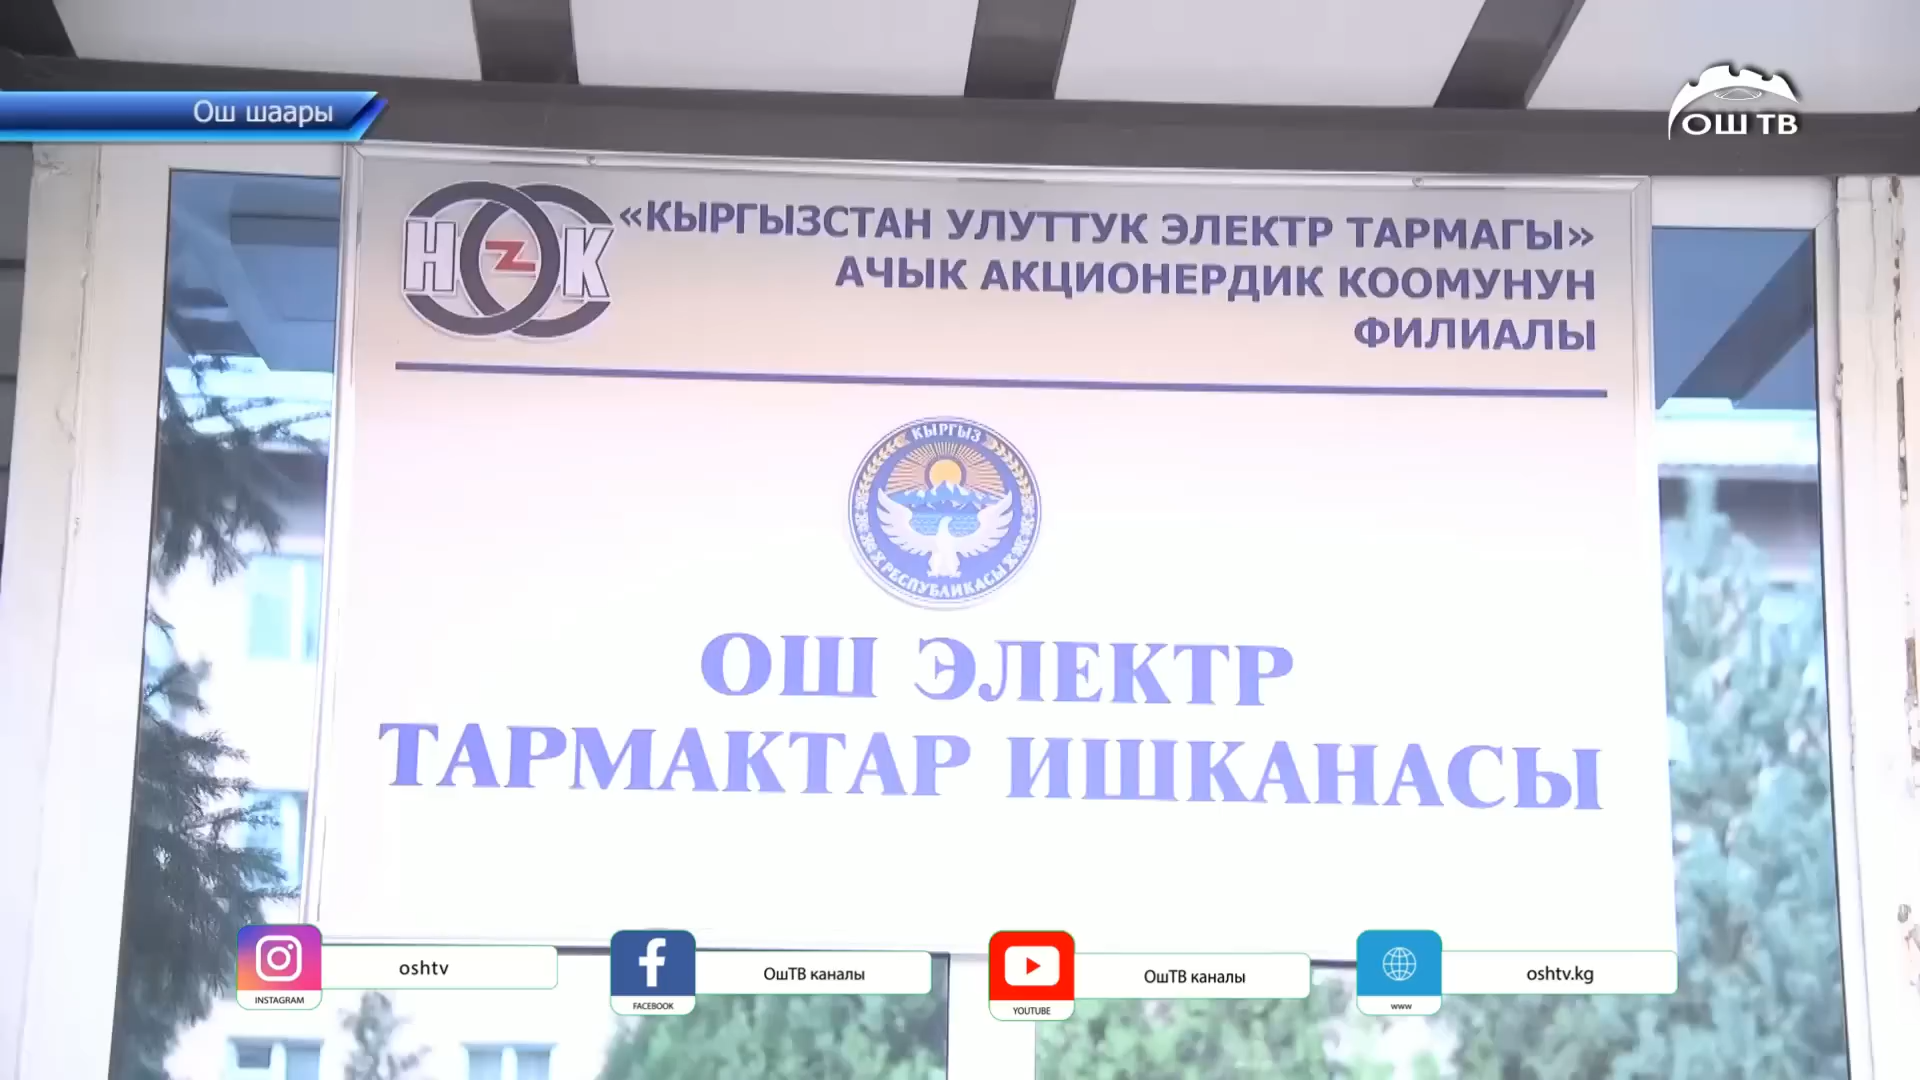 Ош шаары
ОШ ТВ
НЭСК
«КЫРГЫЗСТАН УЛУТТУК ЭЛЕКТР ТАРМАГЫ»
АЧЫК АКЦИОНЕРДИК КООМУНУН
ФИЛИАЛЫ
КЫРГЫЗ
РЕСПУБЛИКАСЫ
ОШ ЭЛЕКТР
ТАРМАКТАР ИШКАНАСЫ
oshtv
INSTAGRAM
ОшТВ каналы
FACEBOOK
ОшТВ каналы
YOUTUBE
oshtv.kg
www